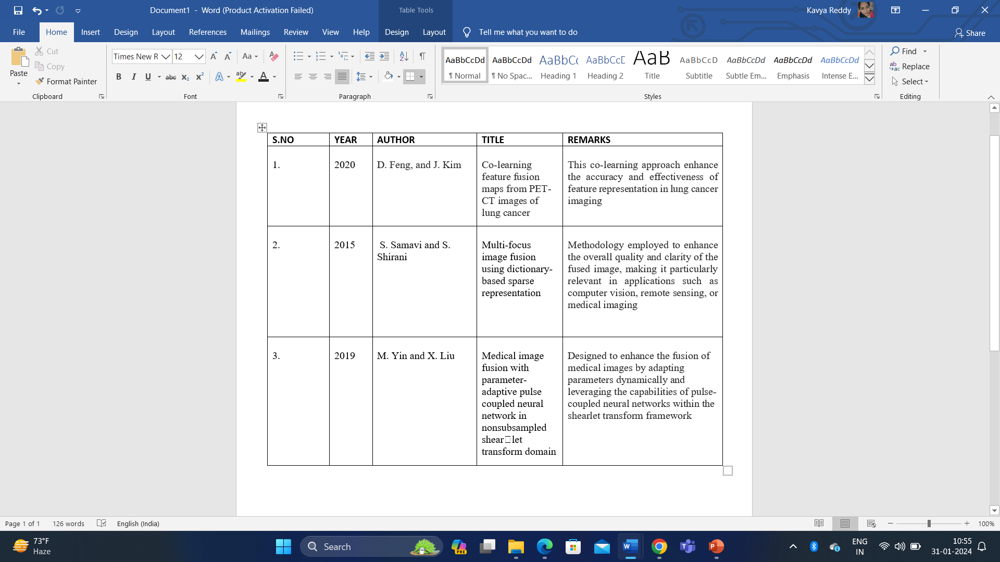 Document1 - Word (Product Activation Failed)
Table Tools
Kavya Reddy
File
Home
Insert
Design
Layout
References
Mailings
Review
View
Help
Design
Layout
Tell me what you want to do
Share
Paste
Cut
Copy
Format Painter
Clipboard
Times New R
12
Aa
B I U abc x₂ x² A ab A
Font
Paragraph
AaBbCcDd
¶ Normal
AaBbCcDd
¶ No Spac...
AaBbCc
Heading 1
AaBbCcE
Heading 2
AaB
Title
AaBbCcD
Subtitle
AaBbCcDd
Subtle Em...
AaBbCcDd
Emphasis
AaBbCcDd
Intense E...
Styles
Find
Replace
Select
Editing
S.NO YEAR AUTHOR TITLE REMARKS
1.
2020
D. Feng, and J. Kim
Co-learning
feature fusion
maps from PET-
CT images of
lung cancer
This co-learning approach enhance
the accuracy and effectiveness of
feature representation in lung cancer
imaging
2.
2015
S. Samavi and S.
Shirani
Multi-focus
image fusion
using dictionary-
based sparse
representation
Methodology employed to enhance
the overall quality and clarity of the
fused image, making it particularly
relevant in applications such as
computer vision, remote sensing, or
medical imaging
3.
2019
M. Yin and X. Liu
Medical image
fusion with
parameter-
adaptive pulse
coupled neural
network in
nonsubsampled
shear□let
transform domain
Designed to enhance the fusion of
medical images by adapting
parameters dynamically and
leveraging the capabilities of pulse-
coupled neural networks within the
shearlet transform framework
Page 1 of 1
126 words
English (India)
100%
73°F
Haze
Search
PRE
ENG
IN
10:55
31-01-2024